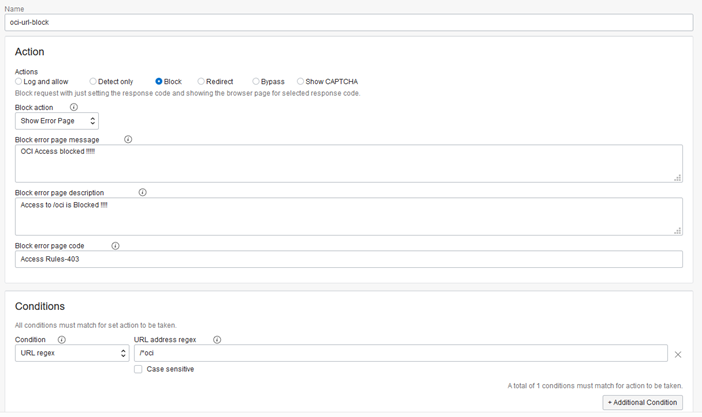 Name
oci-url-block
Action
Actions
Log and allow Detect only Block Redirect Bypass Show CAPTCHA
Block request with just setting the response code and showing the browser page for selected response code.
Block action
Show Error Page
Block error page message
OCI Access blocked !!!!!
Block error page description
Access to /oci is Blocked !!!!
Block error page code
Access Rules-403
Conditions
All conditions must match for set action to be taken.
Condition URL address regex
URL regex /*oci
Case sensitive
A total of 1 conditions must match for action to be taken.
+ Additional Condition